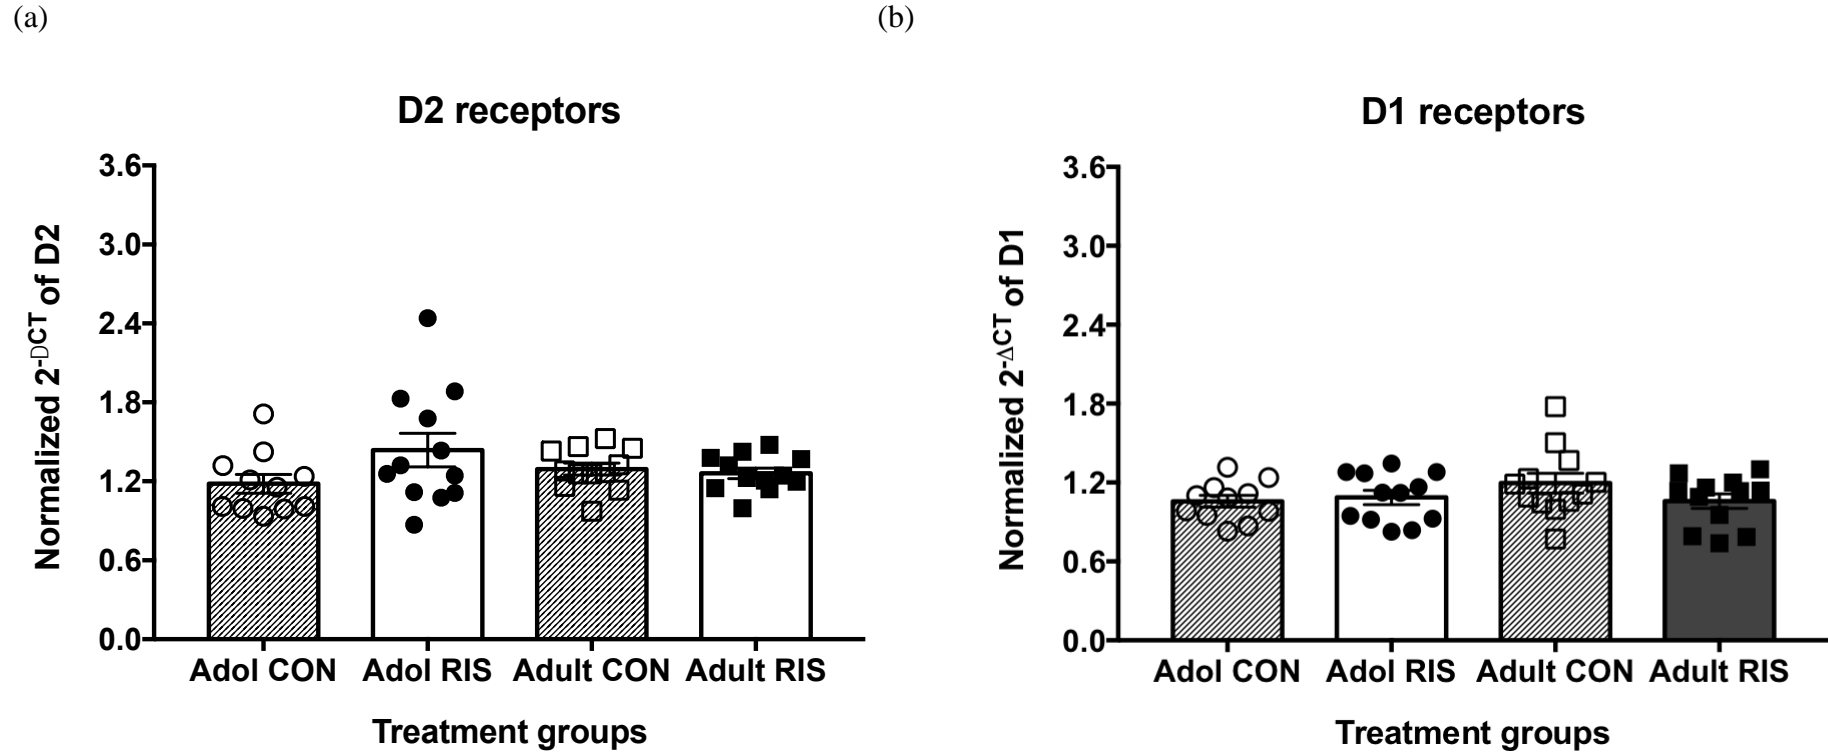 (a)
D2 receptors
Normalized 2-DCT of D2
3.6
3.0
2.4
1.8
1.2
0.6
0.0
Adol CON Adol RIS Adult CON Adult RIS
Treatment groups
(b)
D1 receptors
Normalized 2-ΔCT of D1
3.6
3.0
2.4
1.8
1.2
0.6
0.0
Adol CON Adol RIS Adult CON Adult RIS
Treatment groups